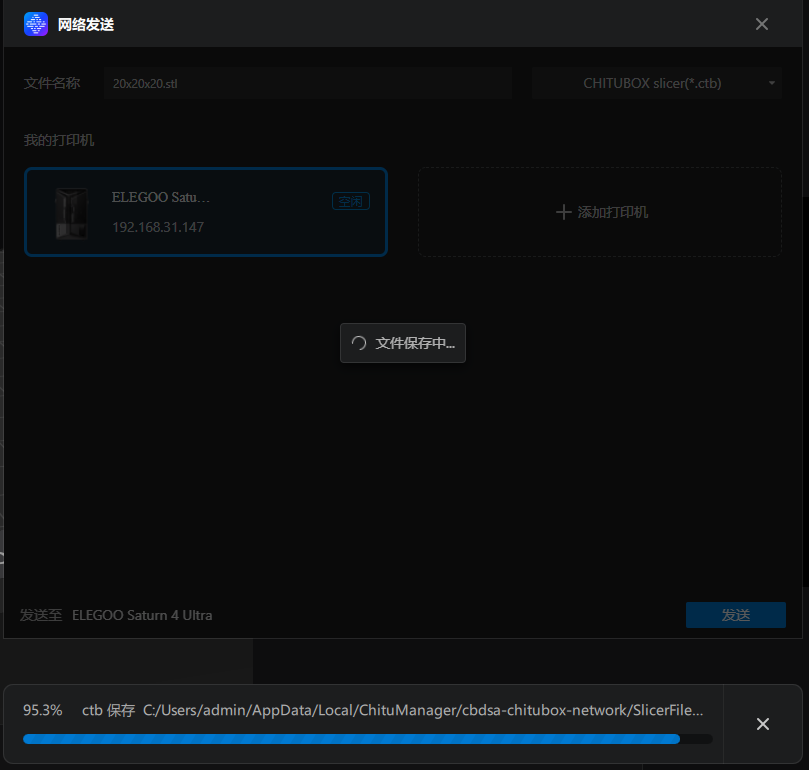 网络发送
文件名称 20x20x20.stl CHITUBOX slicer(*.ctb)
我的打印机
ELEGOO Satu... 空闲
192.168.31.147
添加打印机
文件保存中...
发送至 ELEGOO Saturn 4 Ultra 发送
95.3% ctb 保存 C:/Users/admin/AppData/Local/ChituManager/cbdsa-chitubox-network/SlicerFile...